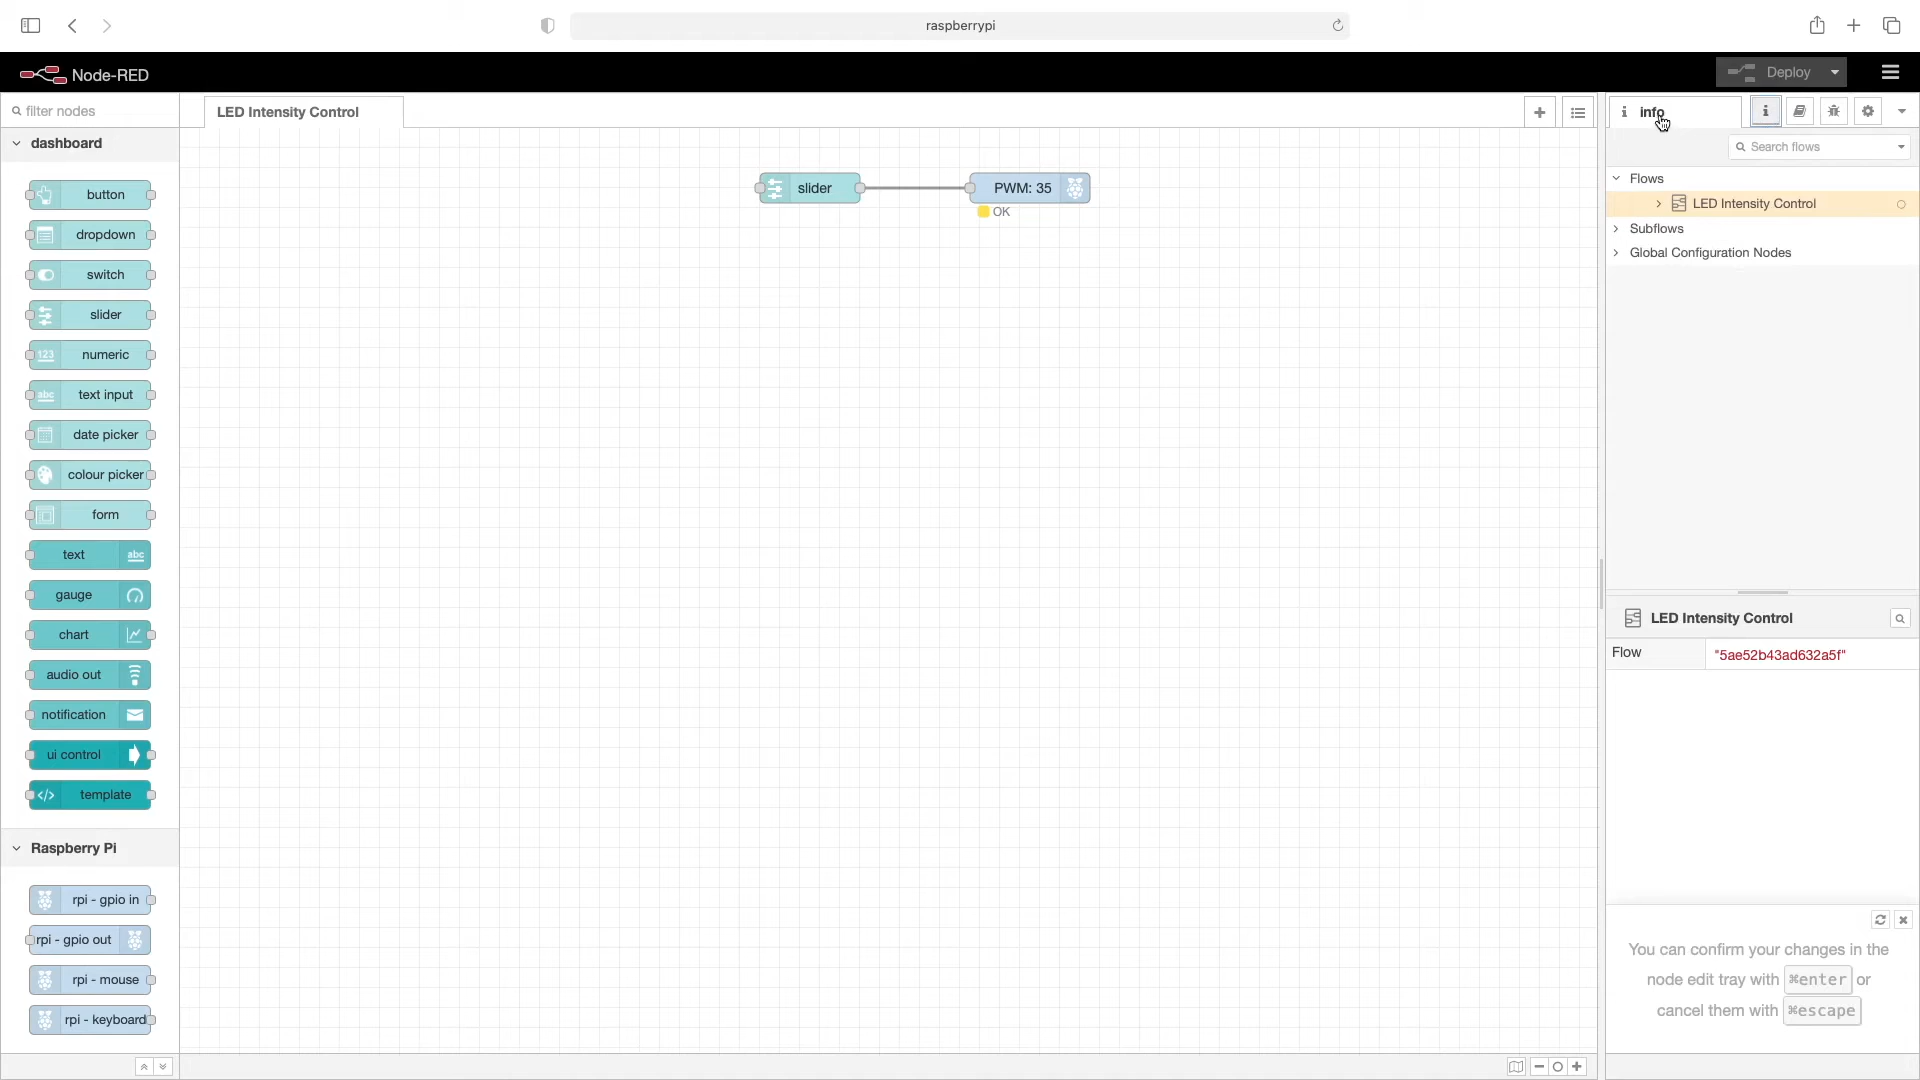 raspberrypi
Node-RED
Deploy
filter nodes
LED Intensity Control
info
dashboard
button
dropdown
switch
slider
numeric
text input
date picker
colour picker
form
text
gauge
chart
audio out
notification
ui control
template
Raspberry Pi
rpi - gpio in
rpi - gpio out
rpi - mouse
rpi - keyboard
123
abc
abc
slider
PWM: 35
OK
Search flows
Flows
LED Intensity Control
Subflows
Global Configuration Nodes
LED Intensity Control
Flow "5ae52b43ad632a5f"
You can confirm your changes in the
node edit tray with ⌘enter or
cancel them with ⌘escape